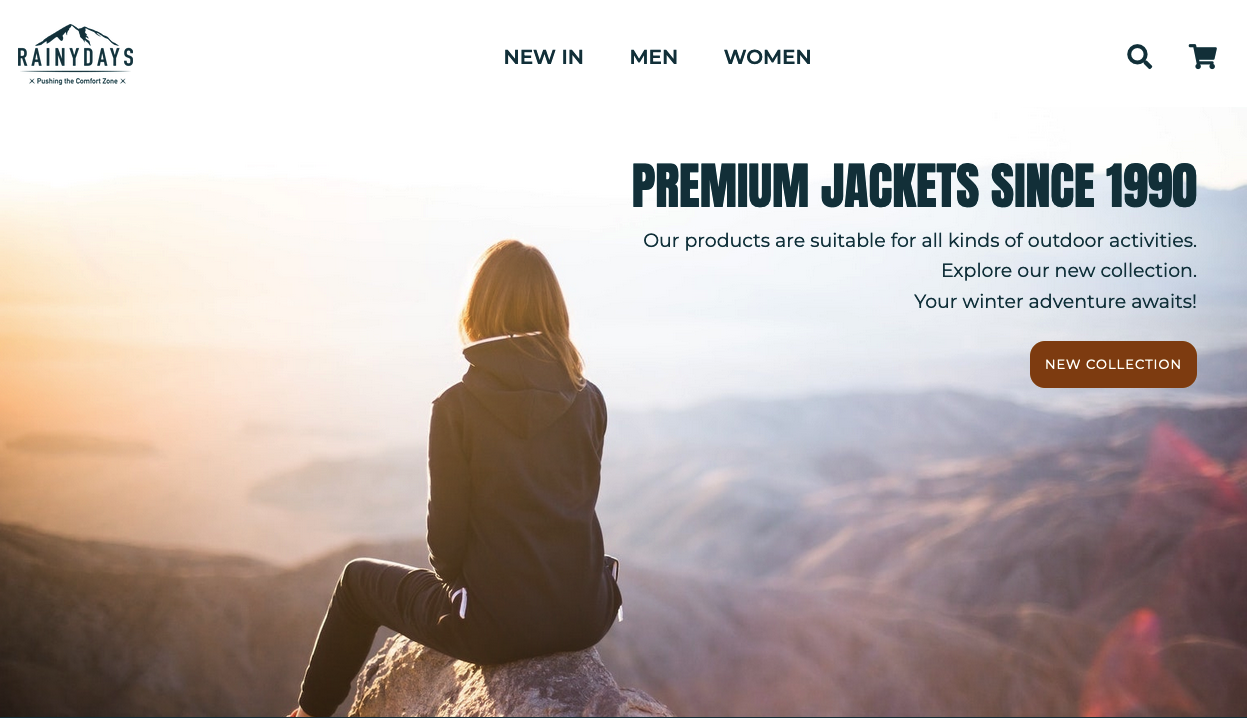 RAINYDAYS
Pushing the Comfort Zone
NEW IN
MEN
WOMEN
PREMIUM JACKETS SINCE 1990
Our products are suitable for all kinds of outdoor activities.
Explore our new collection.
Your winter adventure awaits!
NEW COLLECTION